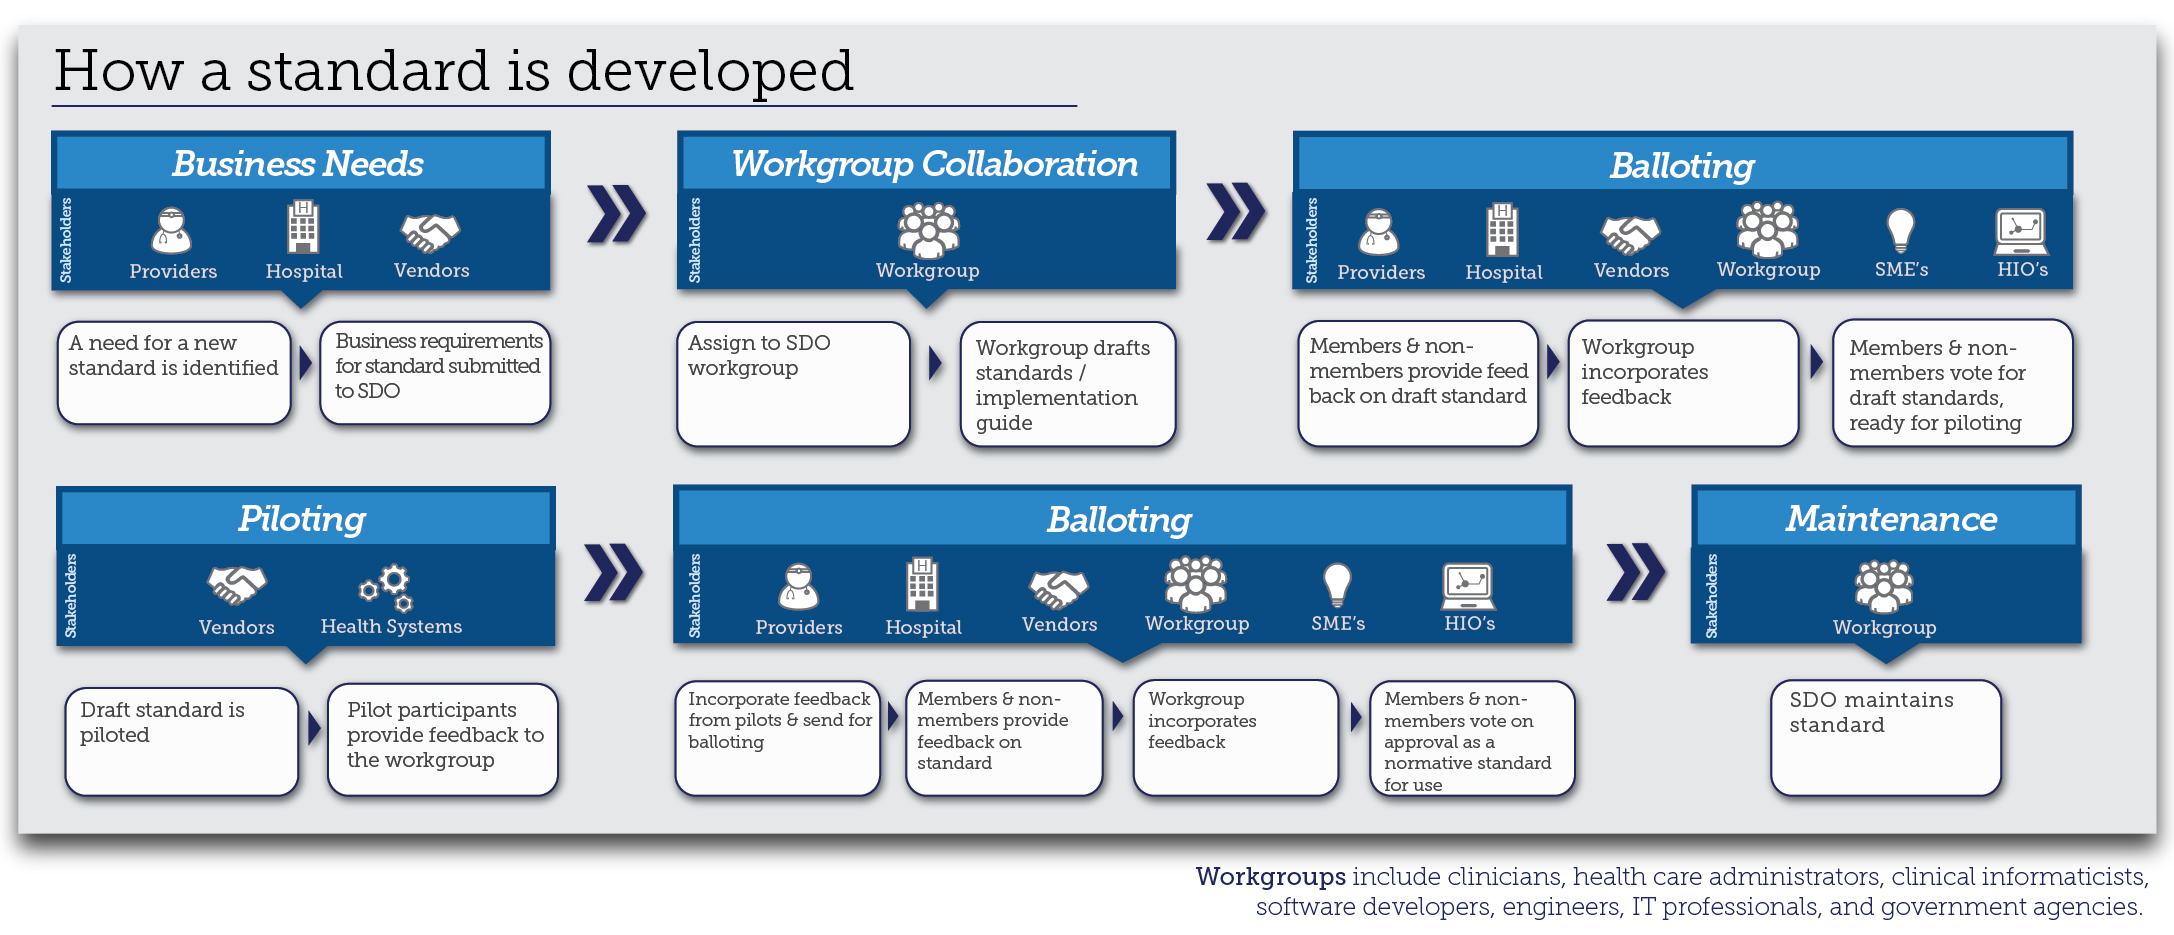 How a standard is developed
Business Needs
Stakeholders
Providers
H
Hospital
Vendors
A need for a new
standard is identified
Business requirements
for standard submitted
to SDO
Workgroup Collaboration
Stakeholders
Workgroup
Assign to SDO
workgroup
Workgroup drafts
standards /
implementation
guide
Balloting
Stakeholders
Providers
H
Hospital
Vendors
Workgroup
SME's
HIO's
Members & non-
members provide feed
back on draft standard
Workgroup
incorporates
feedback
Members & non-
members vote for
draft standards,
ready for piloting
Piloting
Stakeholders
Vendors
Health Systems
Draft standard is
piloted
Pilot participants
provide feedback to
the workgroup
Balloting
Stakeholders
Providers
H
Hospital
Vendors
Workgroup
SME's
HIO's
Incorporate feedback
from pilots & send for
balloting
Members & non-
members provide
feedback on
standard
Workgroup
incorporates
feedback
Members & non-
members vote on
approval as a
normative standard
for use
Maintenance
Stakeholders
Workgroup
SDO maintains
standard
Workgroups include clinicians, health care administrators, clinical informaticists,
software developers, engineers, IT professionals, and government agencies.